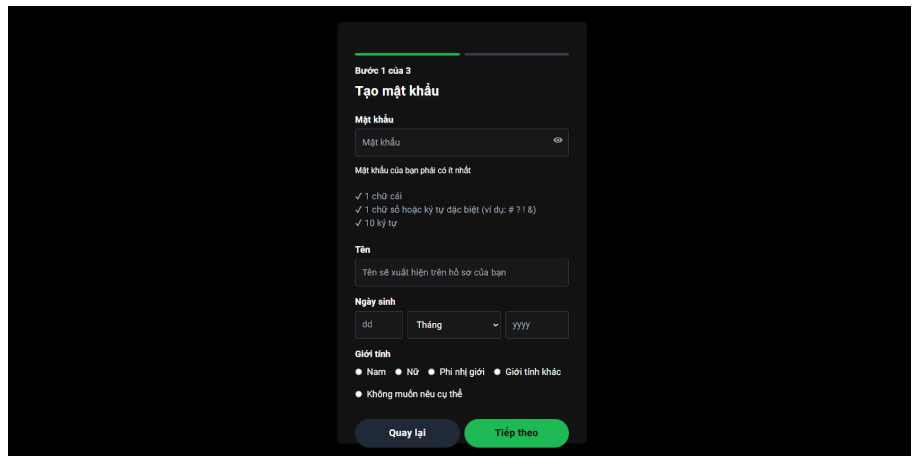 Bước 1 của 3
Tạo mật khẩu
Mật khẩu
Mật khẩu
Mật khẩu của bạn phải có ít nhất
✓ 1 chữ cái
✓ 1 chữ số hoặc ký tự đặc biệt (ví dụ: # ? ! &)
✓ 10 ký tự
Tên
Tên sẽ xuất hiện trên hồ sơ của bạn
Ngày sinh
dd Tháng yyyy
Giới tính
Nam Nữ Phi nhị giới Giới tính khác
Không muốn nêu cụ thể
Quay lại Tiếp theo